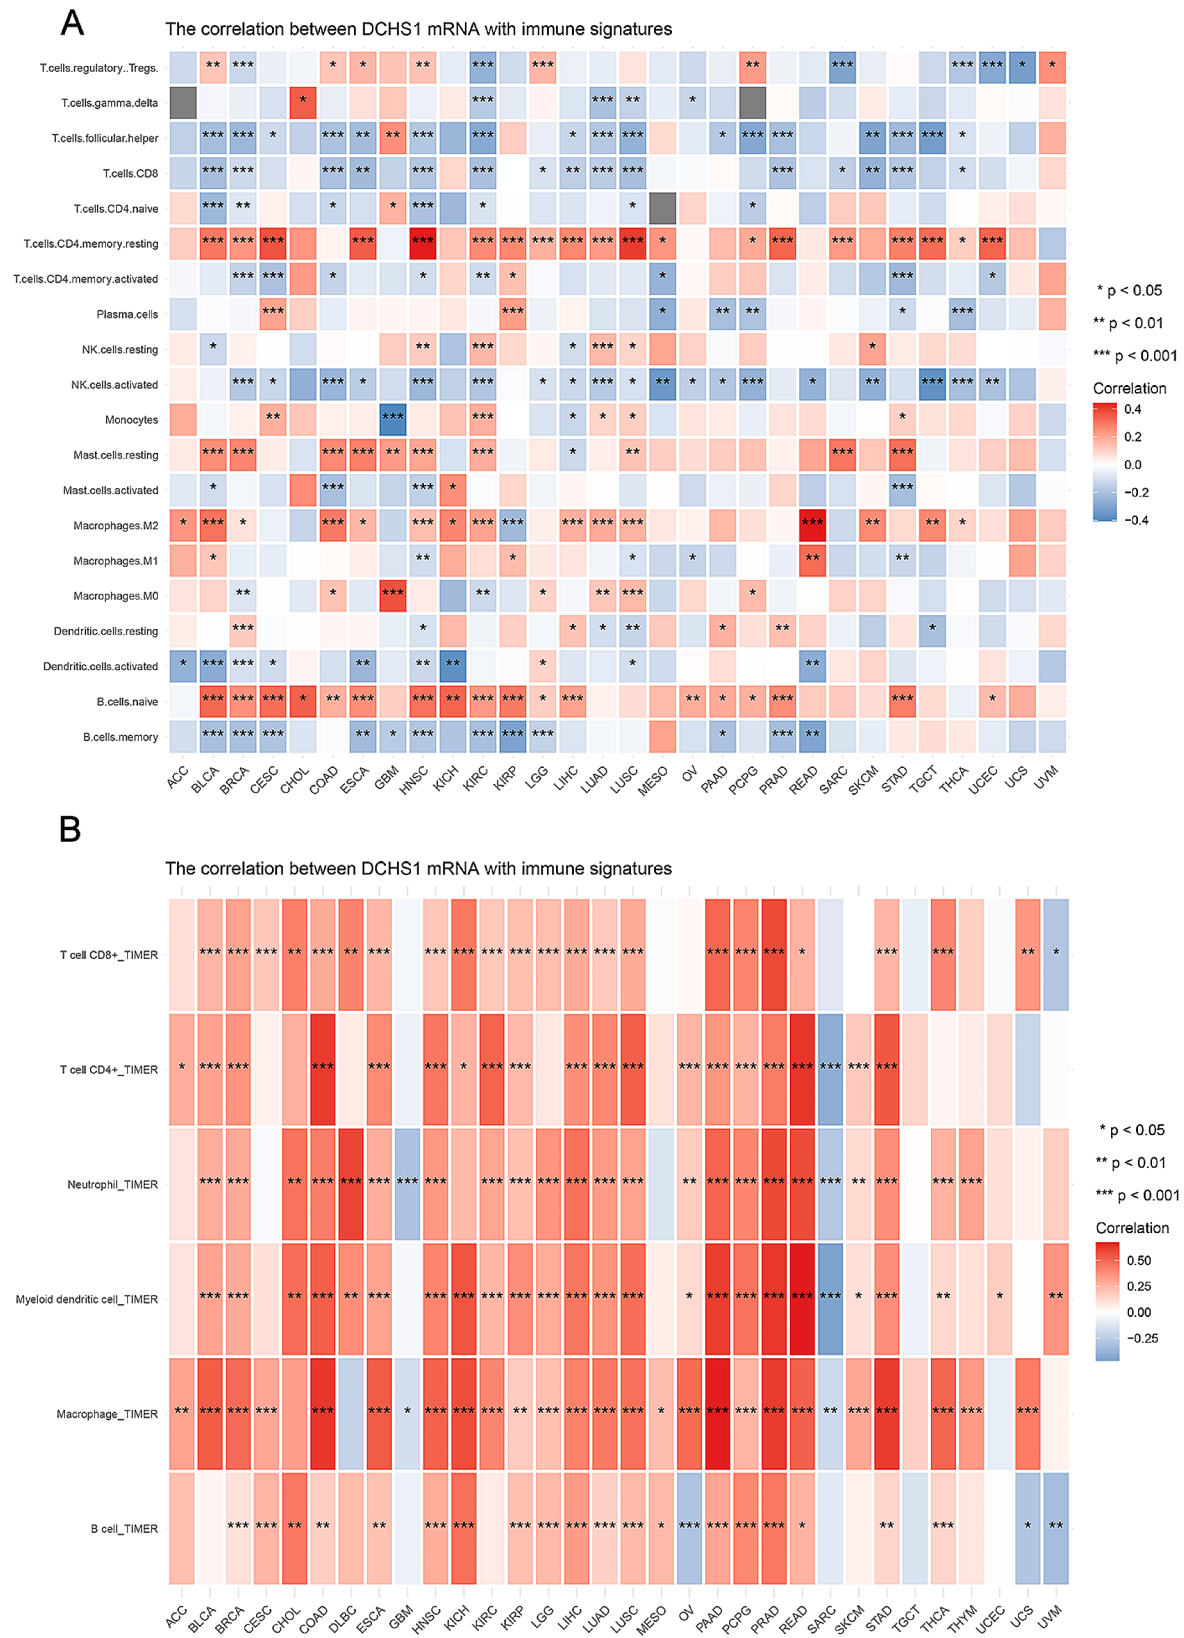 A
The correlation between DCHS1 mRNA with immune signatures
T.cells.regulatory..Tregs. ** *** * * ** *** *** ** *** *** *** * *
T.cells.gamma.delta * *** *** ** *
T.cells.follicular.helper *** *** * *** ** ** *** *** * *** *** * *** *** ** *** *** *
T.cells.CD8 *** *** *** *** *** *** * ** *** *** *** * ** *** *
T.cells.CD4.naive *** ** * * *** * * *
T.cells.CD4.memory.resting *** *** *** *** *** *** *** *** *** *** *** * * *** *** *** *** * ***
T.cells.CD4.memory.activated *** *** * * ** * * *** *
Plasma.cells *** *** * ** ** * ***
NK.cells.resting * ** *** * *** * *
NK.cells.activated *** * *** * *** *** * * *** * ** * * *** * ** *** *** **
Monocytes ** *** *** * * * *
Mast.cells.resting *** *** *** *** ** *** *** * ** *** ***
Mast.cells.activated * *** *** * ***
Macrophages.M2 * *** * *** * *** * *** *** *** *** *** *** ** ** *
Macrophages.M1 * ** * * * ** **
Macrophages.M0 ** * *** ** * ** *** *
Dendritic.cells.resting *** * * * ** * ** *
Dendritic.cells.activated * *** *** * ** ** ** * * **
B.cells.naive *** *** *** * ** *** *** ** *** *** * *** ** * * *** *** *
B.cells.memory *** *** *** ** * *** *** *** *** * *** **
ACC BLCA BRCA CESC CHOL COAD ESCA GBM HNSC KICH KIRC KIRP LGG LIHC LUAD LUSC MESO OV PAAD PCPG PRAD READ SARC SKCM STAD TGCT THCA UCEC UCS UVM
* p < 0.05
** p < 0.01
*** p < 0.001
Correlation
0.4
0.2
0.0
−0.2
−0.4
B
The correlation between DCHS1 mRNA with immune signatures
T cell CD8+_TIMER *** *** *** ** *** ** *** *** *** *** *** *** *** *** *** *** *** *** * *** *** ** *
T cell CD4+_TIMER * *** *** *** *** *** * *** *** *** *** *** *** *** *** *** *** *** *** ***
Neutrophil_TIMER *** *** ** *** *** *** *** *** *** *** *** *** *** *** ** *** *** *** *** *** ** *** *** ***
Myeloid dendritic cell_TIMER *** *** ** *** ** *** *** *** *** *** *** *** *** *** * *** *** *** *** *** * *** ** * **
Macrophage_TIMER ** *** *** *** *** *** * *** *** *** ** *** *** *** *** * *** *** *** *** *** ** *** *** *** *** ***
B cell_TIMER *** *** ** ** ** *** *** *** *** *** *** *** * *** *** *** *** * ** *** * **
ACC BLCA BRCA CESC CHOL COAD DLBC ESCA GBM HNSC KICH KIRC KIRP LGG LIHC LUAD LUSC MESO OV PAAD PCPG PRAD READ SARC SKCM STAD TGCT THCA THYM UCEC UCS UVM
* p < 0.05
** p < 0.01
*** p < 0.001
Correlation
0.50
0.25
0.00
−0.25